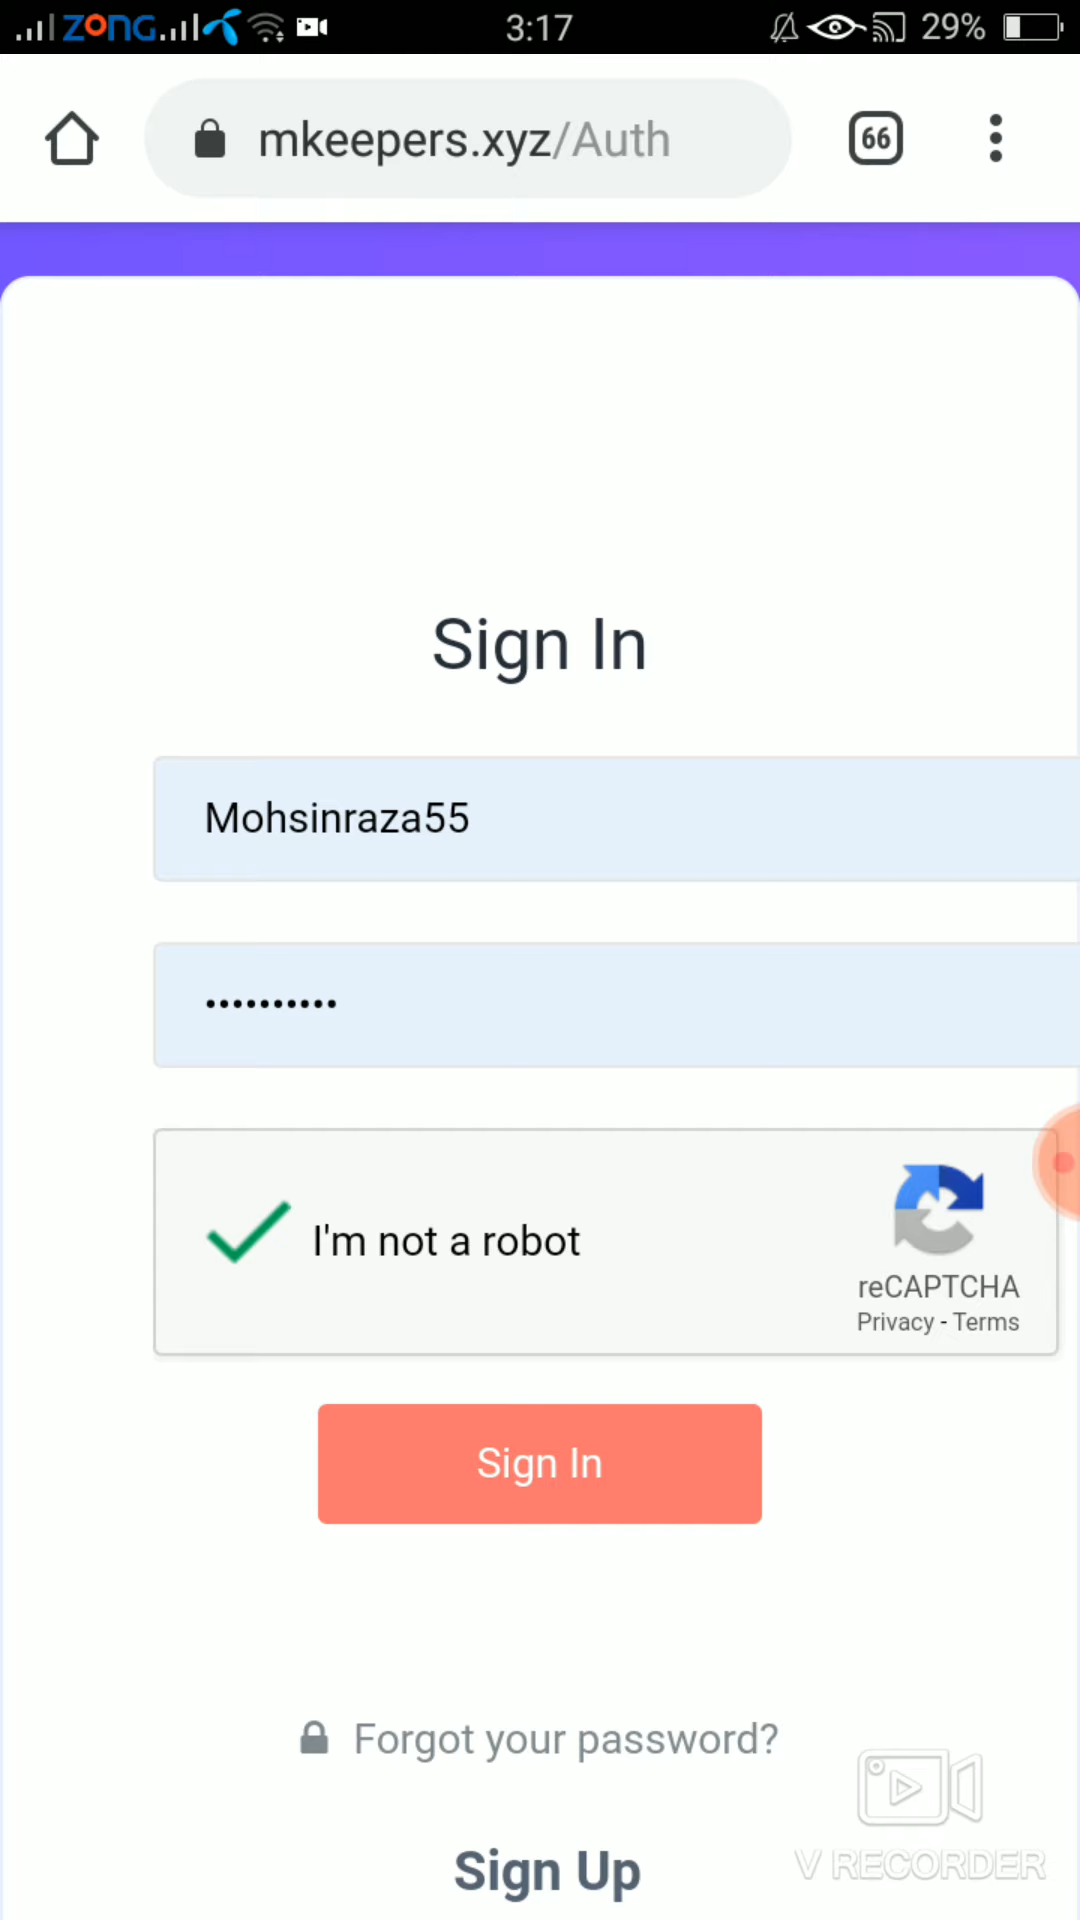 ZONG 3:17 29%
mkeepers.xyz/Auth 66
Sign In
Mohsinraza55
••••••••••
I'm not a robot
reCAPTCHA
Privacy - Terms
Sign In
Forgot your password?
Sign Up
V RECORDER